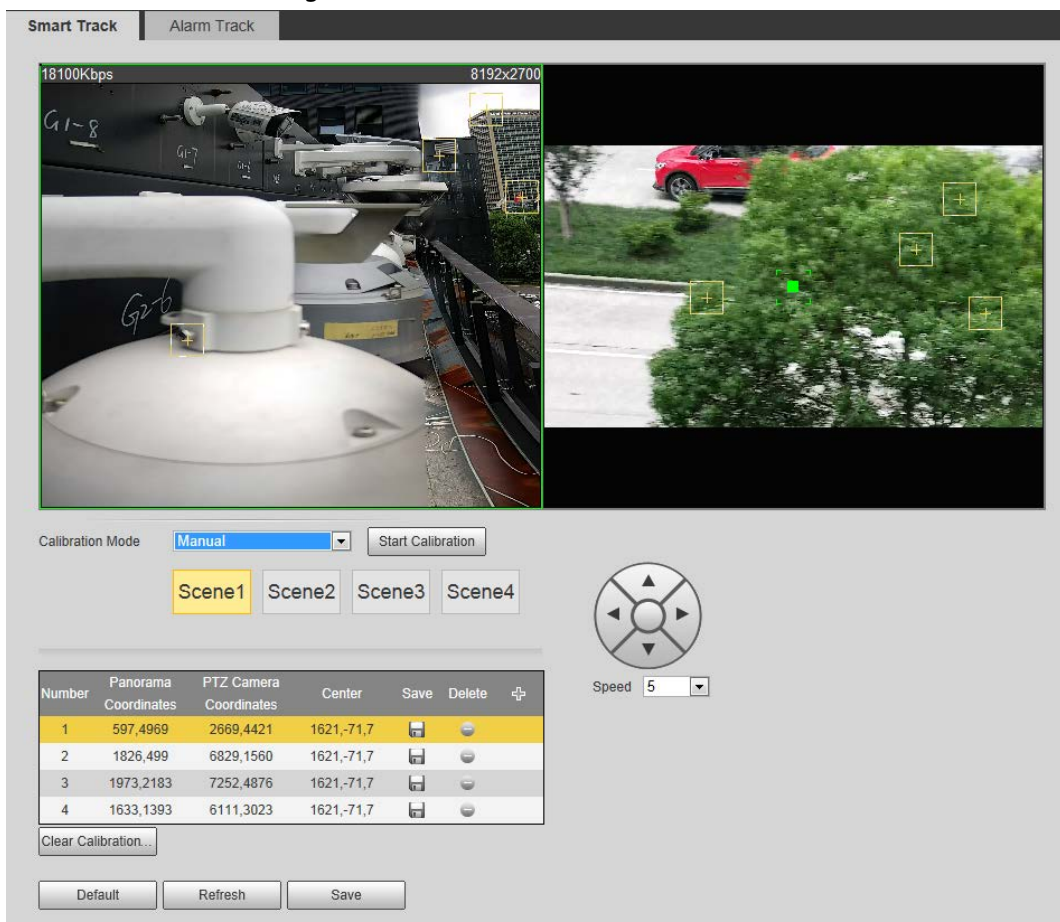 Smart Track
Alarm Track
18100Kbps
8192x2700
G1-8
G1-7
G2-6
Calibration Mode
Manual
Start Calibration
Scene1
Scene2
Scene3
Scene4
Speed
5
Number Panorama Coordinates PTZ Camera Coordinates Center Save Delete
1 597,4969 2669,4421 1621,-71,7
2 1826,499 6829,1560 1621,-71,7
3 1973,2183 7252,4876 1621,-71,7
4 1633,1393 6111,3023 1621,-71,7
Clear Calibration...
Default
Refresh
Save